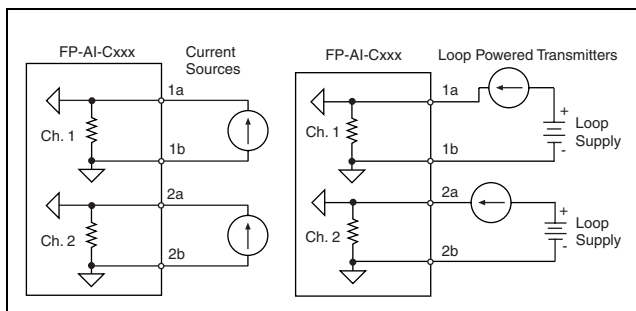 FP-AI-Cxxx
Current
Sources
1a
Ch. 1
1b
2a
Ch. 2
2b
FP-AI-Cxxx
Loop Powered Transmitters
1a
+
Ch. 1
Loop
Supply
-
1b
2a
+
Ch. 2
Loop
Supply
-
2b